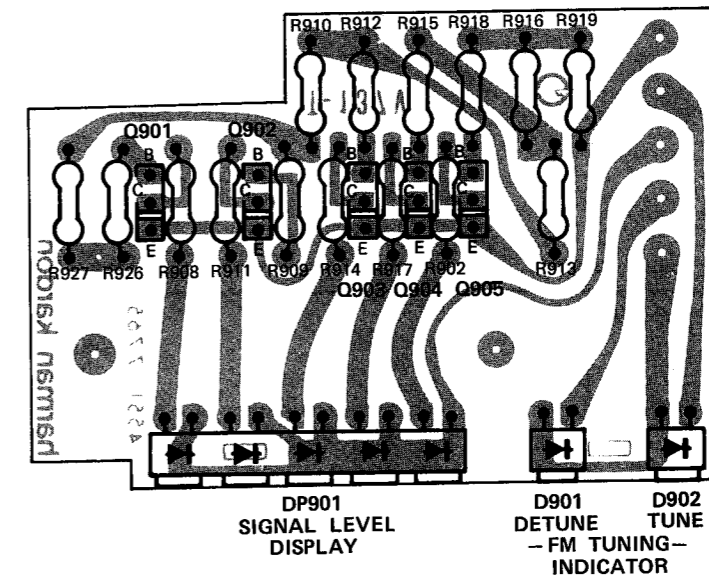 R910 R912 R915 R918 R916 R919
Q901 Q902
B B B B B
C C C C C
E E E E E
R927 R926 R908 R911 R909 R914 R917 R902 R913
Q903 Q904 Q905
harman kardon
DP901 D901 D902
SIGNAL LEVEL DETUNE TUNE
DISPLAY – FM TUNING –
INDICATOR